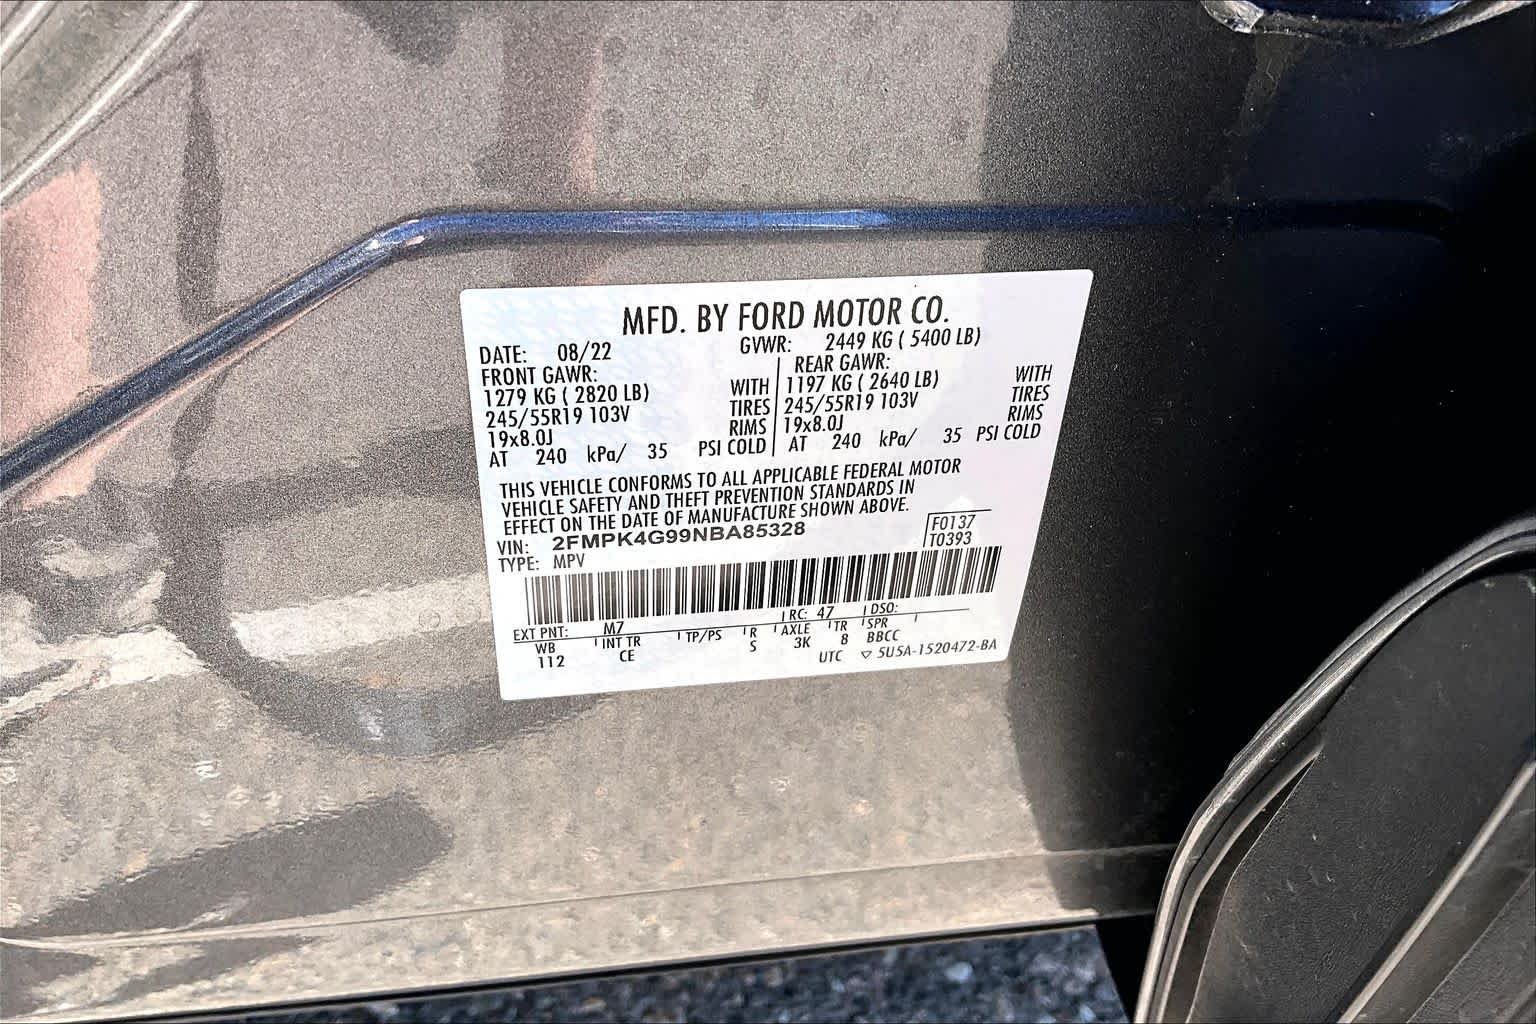 MFD. BY FORD MOTOR CO.
DATE: 08/22 GVWR: 2449 KG ( 5400 LB)
FRONT GAWR: REAR GAWR:
1279 KG ( 2820 LB) WITH 1197 KG ( 2640 LB) WITH
245/55R19 103V TIRES 245/55R19 103V TIRES
19x8.0J RIMS 19x8.0J RIMS
AT 240 kPa/ 35 PSI COLD AT 240 kPa/ 35 PSI COLD
THIS VEHICLE CONFORMS TO ALL APPLICABLE FEDERAL MOTOR
VEHICLE SAFETY AND THEFT PREVENTION STANDARDS IN
EFFECT ON THE DATE OF MANUFACTURE SHOWN ABOVE.
VIN: 2FMPK4G99NBA85328 F0137
TYPE: MPV T0393
EXT PNT: M7 RC: 47 DSO:
WB INT TR TP/PS R AXLE TR SPR
112 CE S 3K 8 BBCC
UTC ▽ 5U5A-1520472-BA